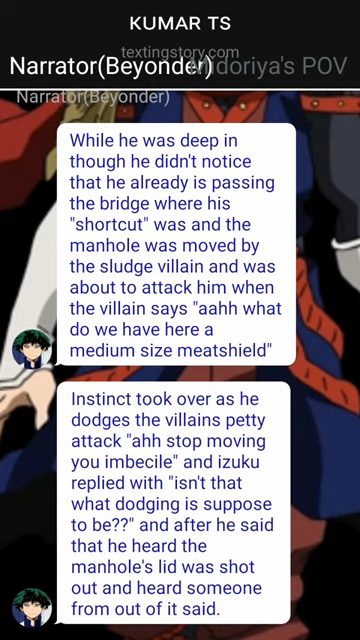 KUMAR TS
textingstory.com
Narrator(Beyonder)
Midoriya's POV
Narrator(Beyonder)
While he was deep in
though he didn't notice
that he already is passing
the bridge where his
"shortcut" was and the
manhole was moved by
the sludge villain and was
about to attack him when
the villain says "aahh what
do we have here a
medium size meatshield"
Instinct took over as he
dodges the villains petty
attack "ahh stop moving
you imbecile" and izuku
replied with "isn't that
what dodging is suppose
to be??" and after he said
that he heard the
manhole's lid was shot
out and heard someone
from out of it said.